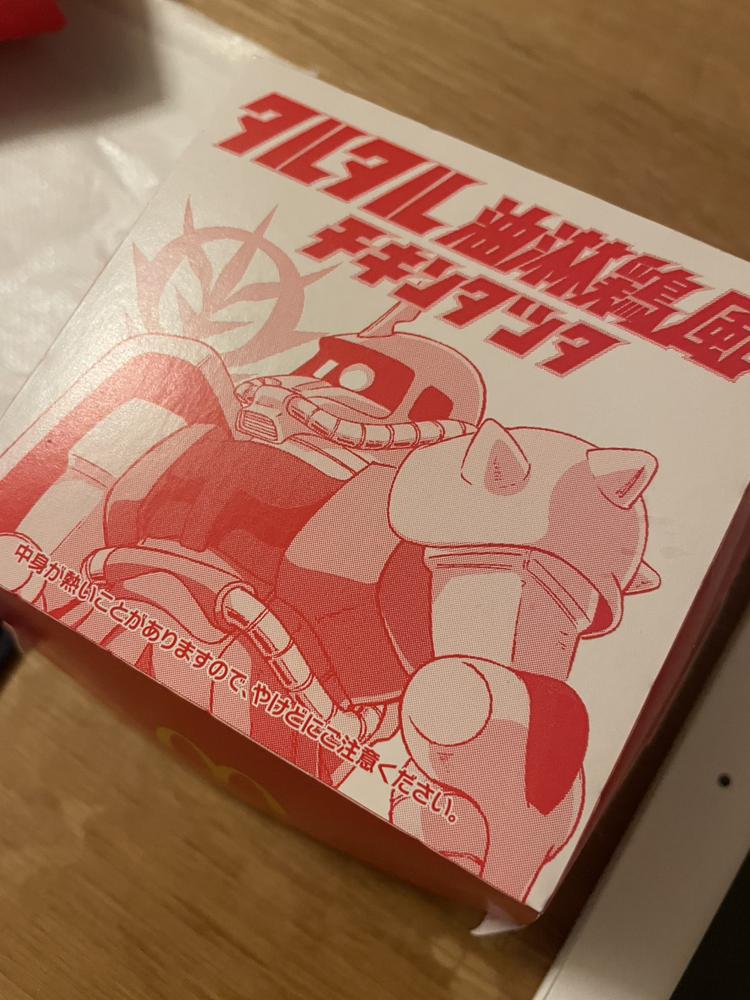 タルタル 油淋鶏風
チキンタツタ
中身が熱いことがありますので、やけどにご注意ください。